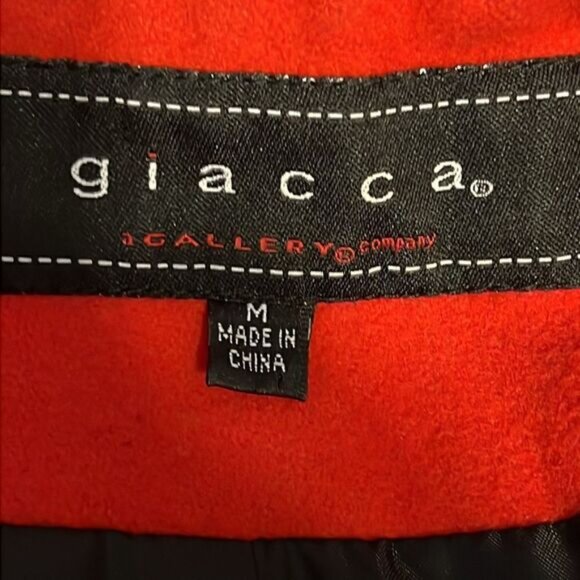 giacca®
a GALLERY® company
M
MADE IN
CHINA